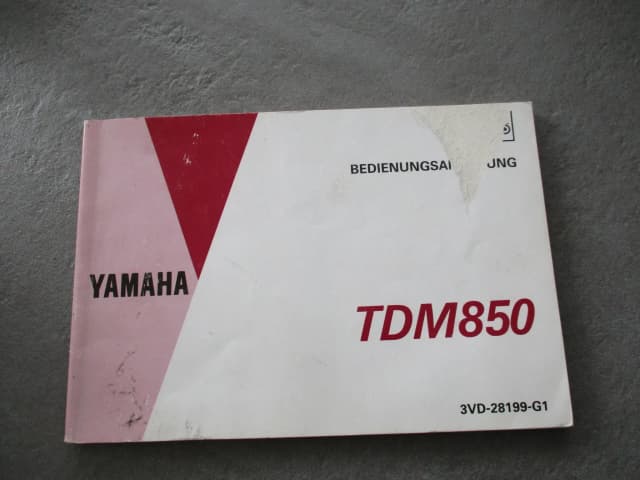 BEDIENUNGSAN UNG
YAMAHA
TDM850
3VD-28199-G1